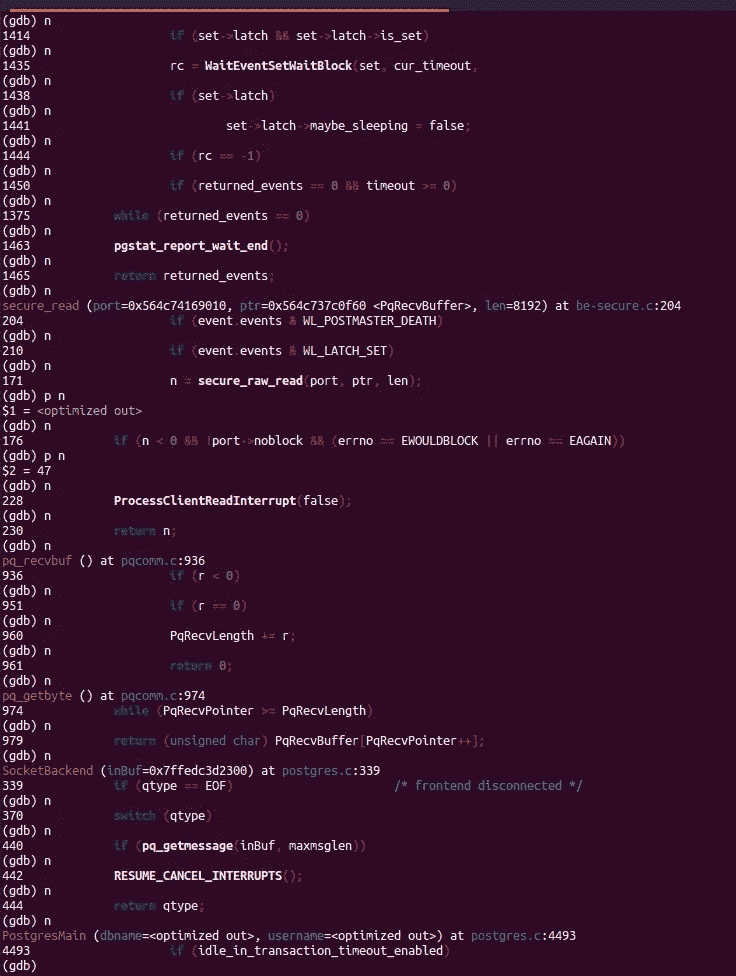 (gdb) n
1414 if (set->latch && set->latch->is_set)
(gdb) n
1435 rc = WaitEventSetWaitBlock(set, cur_timeout,
(gdb) n
1438 if (set->latch)
(gdb) n
1441 set->latch->maybe_sleeping = false;
(gdb) n
1444 if (rc == -1)
(gdb) n
1450 if (returned_events == 0 && timeout >= 0)
(gdb) n
1375 while (returned_events == 0)
(gdb) n
1463 pgstat_report_wait_end();
(gdb) n
1465 return returned_events;
(gdb) n
secure_read (port=0x564c74169010, ptr=0x564c737c0f60 <PqRecvBuffer>, len=8192) at be-secure.c:204
204 if (event.events & WL_POSTMASTER_DEATH)
(gdb) n
210 if (event.events & WL_LATCH_SET)
(gdb) n
171 n = secure_raw_read(port, ptr, len);
(gdb) p n
$1 = <optimized out>
(gdb) n
176 if (n < 0 && !port->noblock && (errno == EWOULDBLOCK || errno == EAGAIN))
(gdb) p n
$2 = 47
(gdb) n
228 ProcessClientReadInterrupt(false);
(gdb) n
230 return n;
(gdb) n
pq_recvbuf () at pqcomm.c:936
936 if (r < 0)
(gdb) n
951 if (r == 0)
(gdb) n
960 PqRecvLength += r;
(gdb) n
961 return 0;
(gdb) n
pq_getbyte () at pqcomm.c:974
974 while (PqRecvPointer >= PqRecvLength)
(gdb) n
979 return (unsigned char) PqRecvBuffer[PqRecvPointer++];
(gdb) n
SocketBackend (inBuf=0x7ffedc3d2300) at postgres.c:339
339 if (qtype == EOF) /* frontend disconnected */
(gdb) n
370 switch (qtype)
(gdb) n
440 if (pq_getmessage(inBuf, maxmsglen))
(gdb) n
442 RESUME_CANCEL_INTERRUPTS();
(gdb) n
444 return qtype;
(gdb) n
PostgresMain (dbname=<optimized out>, username=<optimized out>) at postgres.c:4493
4493 if (idle_in_transaction_timeout_enabled)
(gdb)